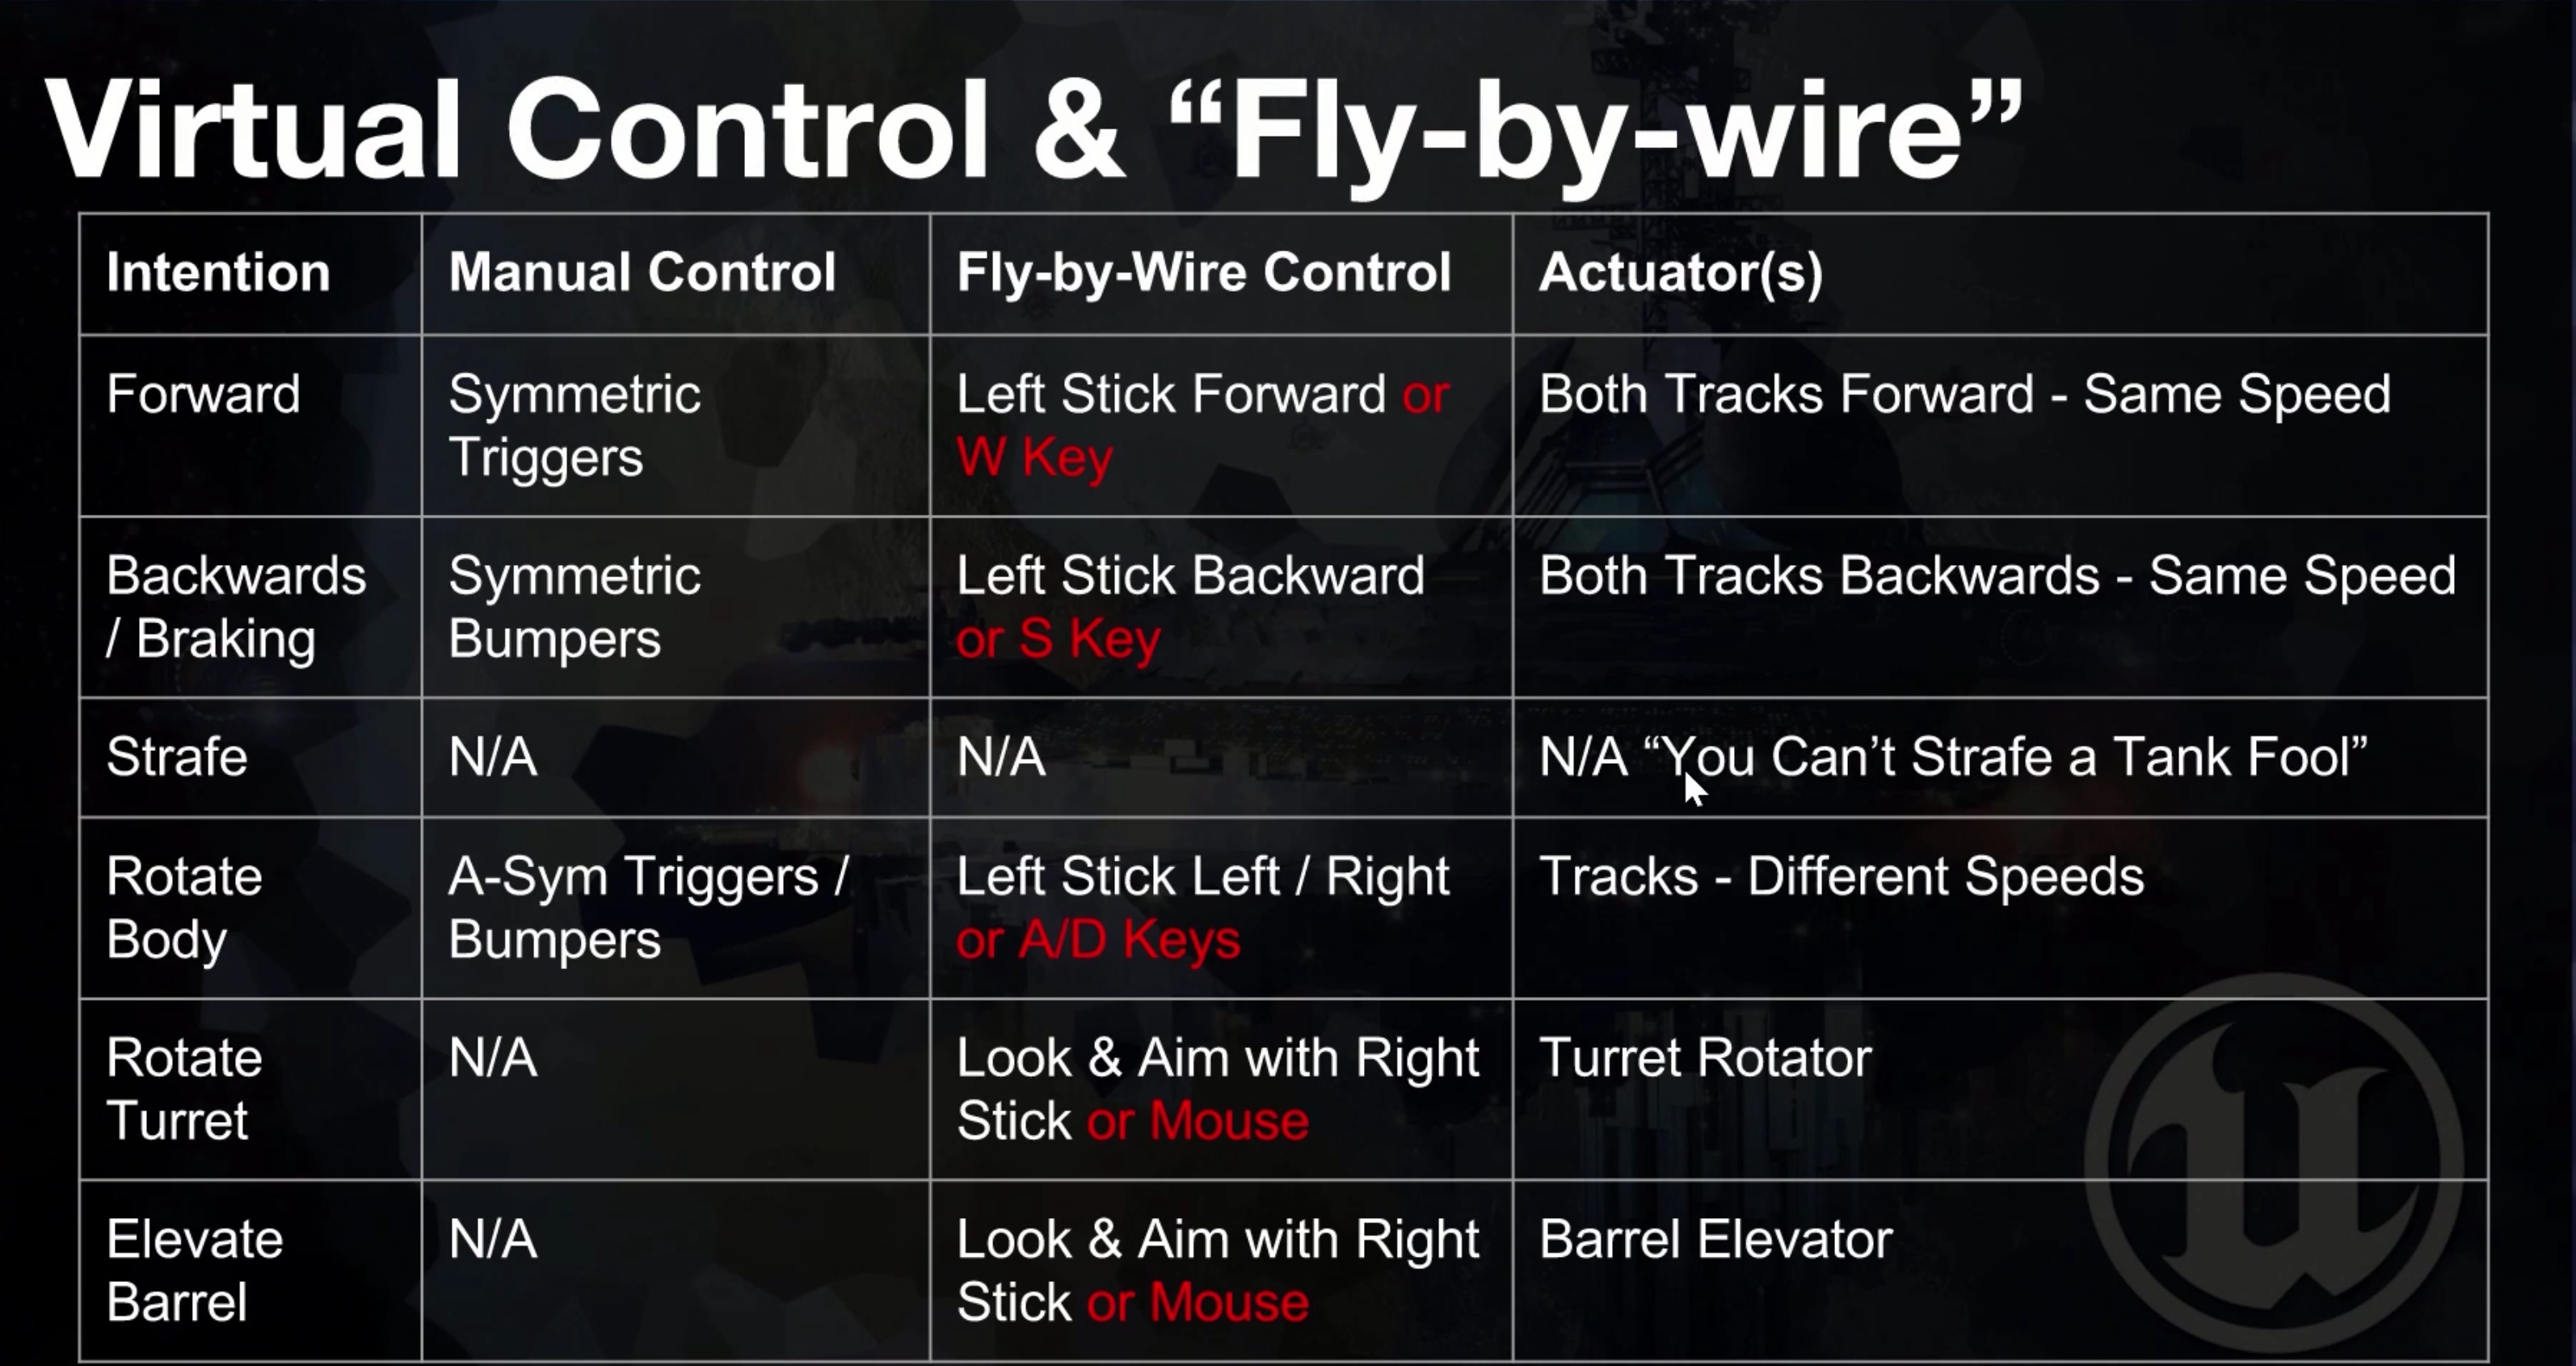 Virtual Control & “Fly-by-wire”
Intention
Manual Control
Fly-by-Wire Control
Actuator(s)
Forward
Symmetric
Triggers
Left Stick Forward or
W Key
Both Tracks Forward - Same Speed
Backwards
/ Braking
Symmetric
Bumpers
Left Stick Backward
or S Key
Both Tracks Backwards - Same Speed
Strafe
N/A
N/A
N/A “You Can’t Strafe a Tank Fool”
Rotate
Body
A-Sym Triggers /
Bumpers
Left Stick Left / Right
or A/D Keys
Tracks - Different Speeds
Rotate
Turret
N/A
Look & Aim with Right
Stick or Mouse
Turret Rotator
Elevate
Barrel
N/A
Look & Aim with Right
Stick or Mouse
Barrel Elevator